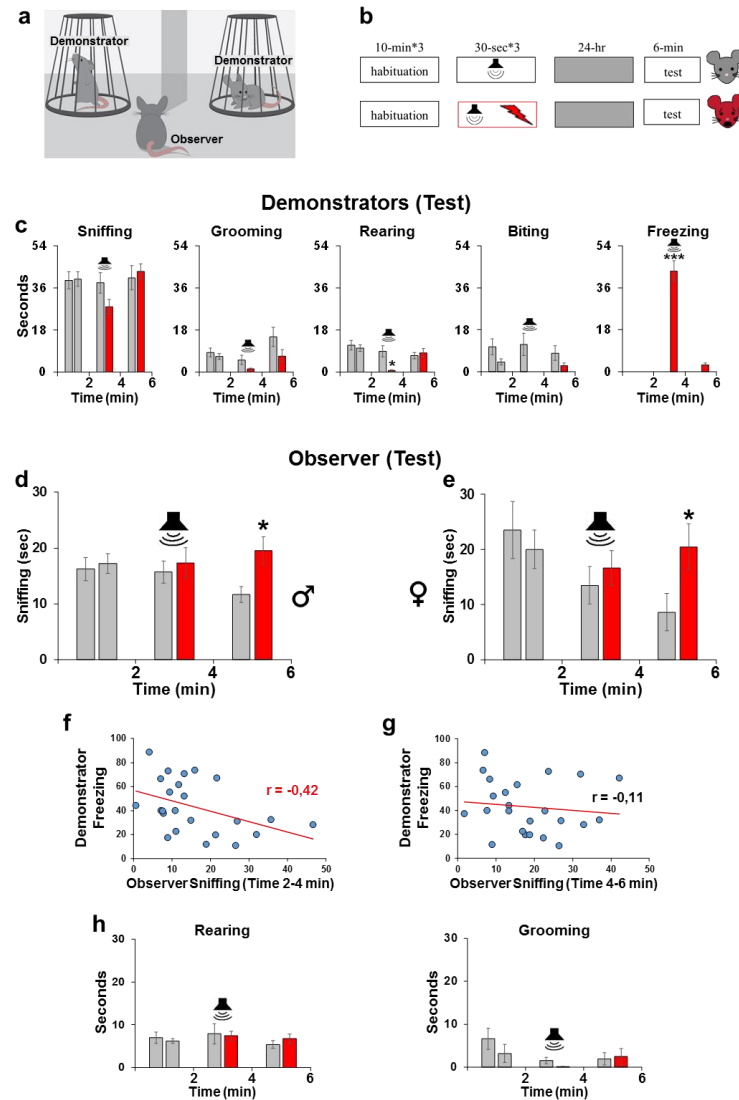 a
Demonstrator
Demonstrator
Observer
b
10-min*3 30-sec*3 24-hr 6-min
habituation test
habituation test
Demonstrators (Test)
c
Sniffing Grooming Rearing Biting Freezing
Seconds
54 54 54 54 54
***
36 36 36 36 36
18 18 18 18 18
*
0 0 0 0 0
2 4 6 2 4 6 2 4 6 2 4 6 2 4 6
Time (min) Time (min) Time (min) Time (min) Time (min)
Observer (Test)
d
Sniffing (sec)
30
20
10
0
*
♂
2 4 6
Time (min)
e
Sniffing (sec)
30
20
10
0
*
♀
2 4 6
Time (min)
f
Demonstrator
Freezing
100
80
60
40
20
0
r = -0,42
0 10 20 30 40 50
Observer Sniffing (Time 2-4 min)
g
Demonstrator
Freezing
100
80
60
40
20
0
r = -0,11
0 10 20 30 40 50
Observer Sniffing (Time 4-6 min)
h
Rearing
Seconds
30
20
10
0
2 4 6
Time (min)
Grooming
Seconds
30
20
10
0
2 4 6
Time (min)